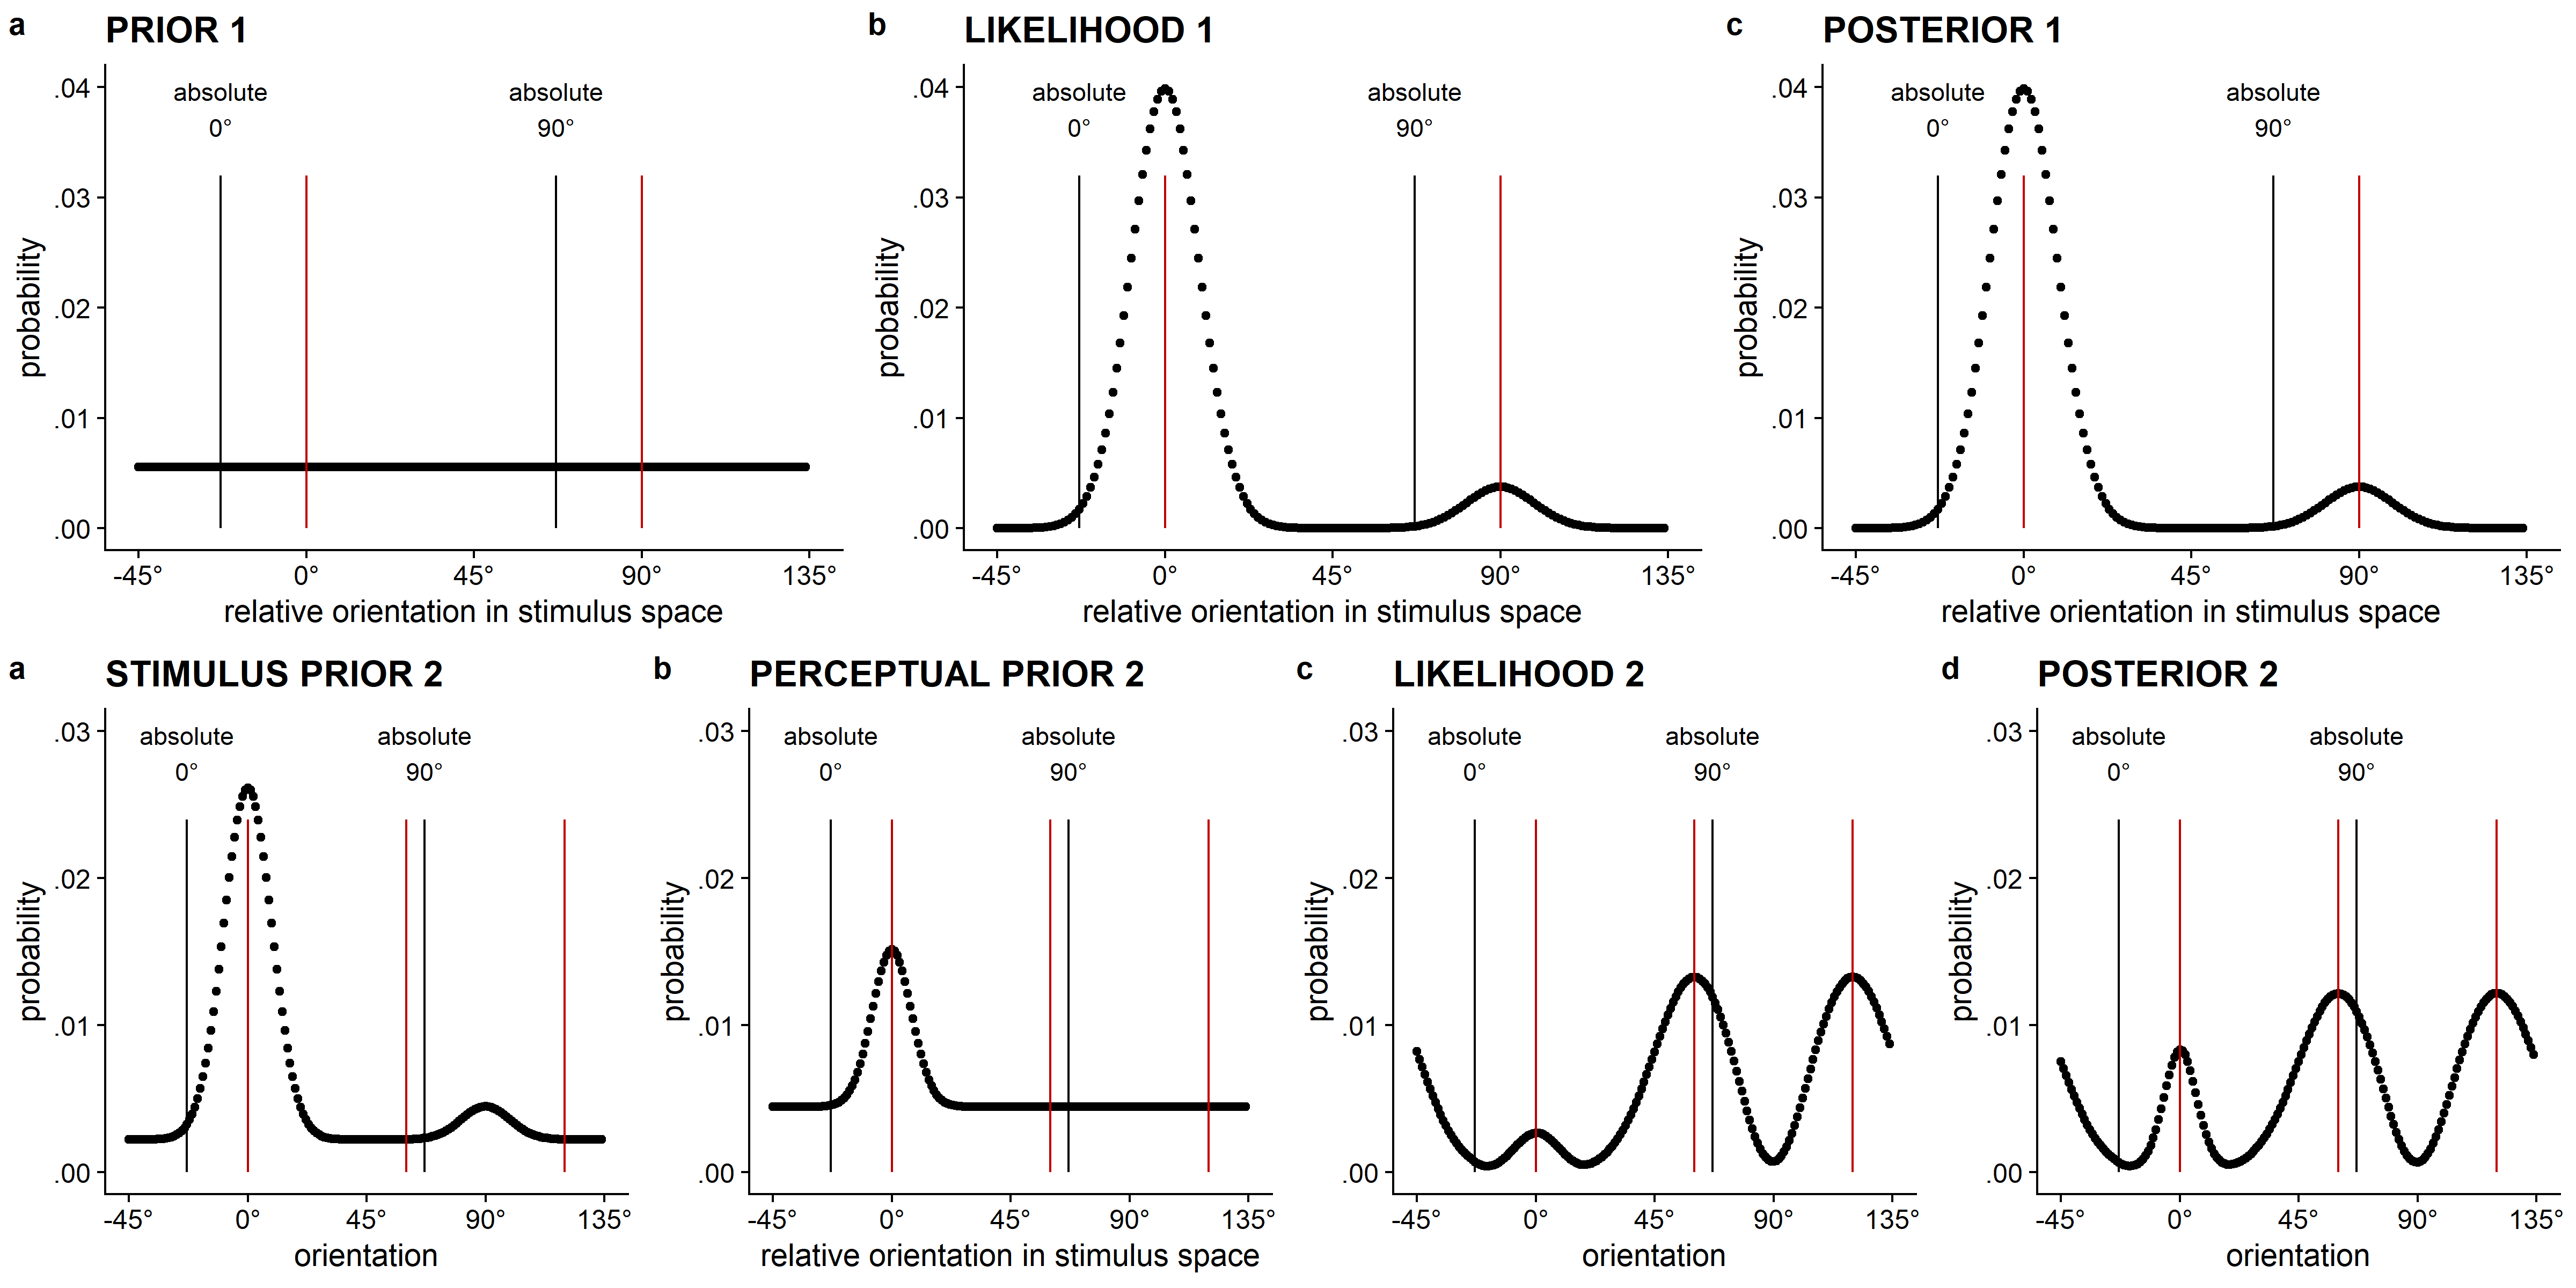 a PRIOR 1
.04
.03
.02
.01
.00
absolute absolute
0° 90°
probability
-45° 0° 45° 90° 135°
relative orientation in stimulus space
b LIKELIHOOD 1
.04
.03
.02
.01
.00
absolute absolute
0° 90°
probability
-45° 0° 45° 90° 135°
relative orientation in stimulus space
c POSTERIOR 1
.04
.03
.02
.01
.00
absolute absolute
0° 90°
probability
-45° 0° 45° 90° 135°
relative orientation in stimulus space
a STIMULUS PRIOR 2
.03
.02
.01
.00
absolute absolute
0° 90°
probability
-45° 0° 45° 90° 135°
orientation
b PERCEPTUAL PRIOR 2
.03
.02
.01
.00
absolute absolute
0° 90°
probability
-45° 0° 45° 90° 135°
relative orientation in stimulus space
c LIKELIHOOD 2
.03
.02
.01
.00
absolute absolute
0° 90°
probability
-45° 0° 45° 90° 135°
orientation
d POSTERIOR 2
.03
.02
.01
.00
absolute absolute
0° 90°
probability
-45° 0° 45° 90° 135°
orientation